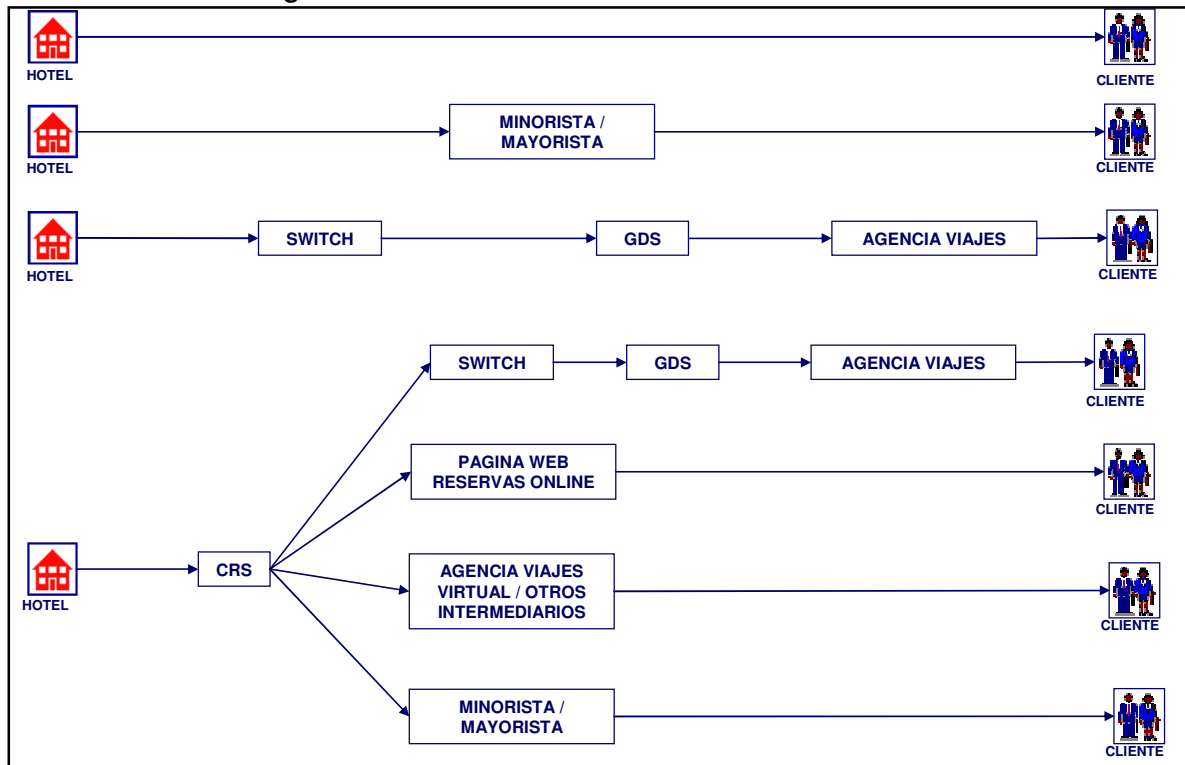 HOTEL
CLIENTE
MINORISTA /
MAYORISTA
HOTEL
CLIENTE
SWITCH
GDS
AGENCIA VIAJES
HOTEL
CLIENTE
SWITCH
GDS
AGENCIA VIAJES
CLIENTE
PAGINA WEB
RESERVAS ONLINE
CLIENTE
CRS
HOTEL
AGENCIA VIAJES
VIRTUAL / OTROS
INTERMEDIARIOS
CLIENTE
MINORISTA /
MAYORISTA
CLIENTE